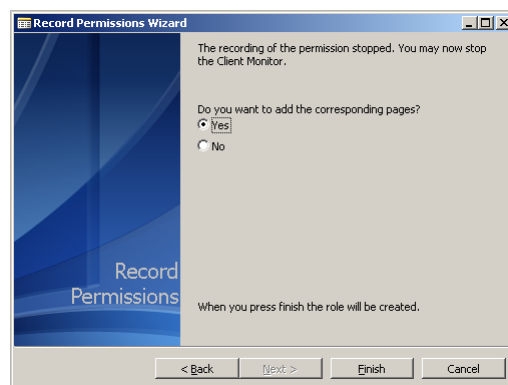 Record Permissions Wizard
The recording of the permission stopped. You may now stop
the Client Monitor.
Do you want to add the corresponding pages?
Yes
No
Record
Permissions
When you press finish the role will be created.
< Back
Next >
Finish
Cancel